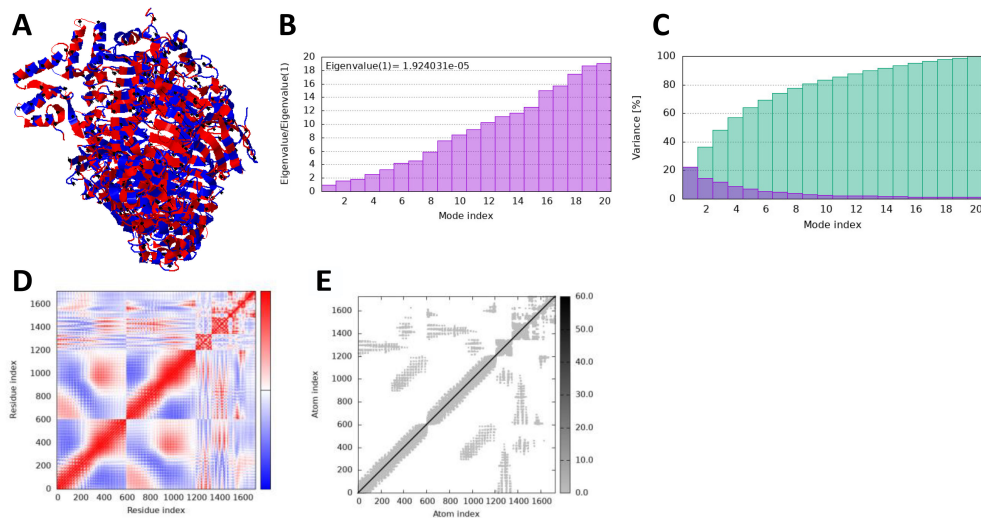 A
B
C
20
18
16
14
12
10
8
6
4
2
0
Eigenvalue(1)= 1.924031e-05
Eigenvalue/Eigenvalue(1)
2 4 6 8 10 12 14 16 18 20
Mode index
100
80
60
40
20
0
Variance [%]
2 4 6 8 10 12 14 16 18 20
Mode index
D
E
1600
1400
1200
1000
800
600
400
200
0
Residue index
0 200 400 600 800 1000 1200 1400 1600
Residue index
1600
1400
1200
1000
800
600
400
200
0
Atom index
0 200 400 600 800 1000 1200 1400 1600
Atom index
60.0
50.0
40.0
30.0
20.0
10.0
0.0